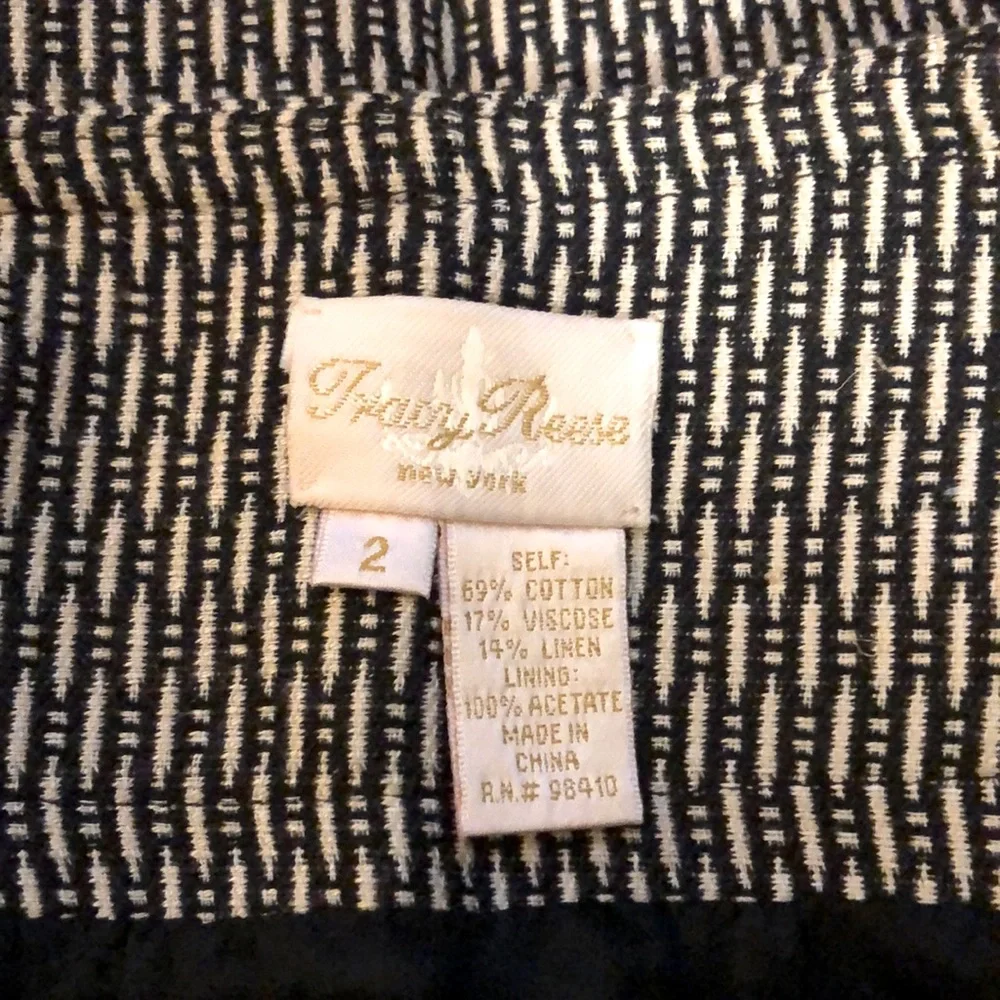 Tracy Reese
new york
2
SELF:
69% COTTON
17% VISCOSE
14% LINEN
LINING:
100% ACETATE
MADE IN
CHINA
R.N.# 98410